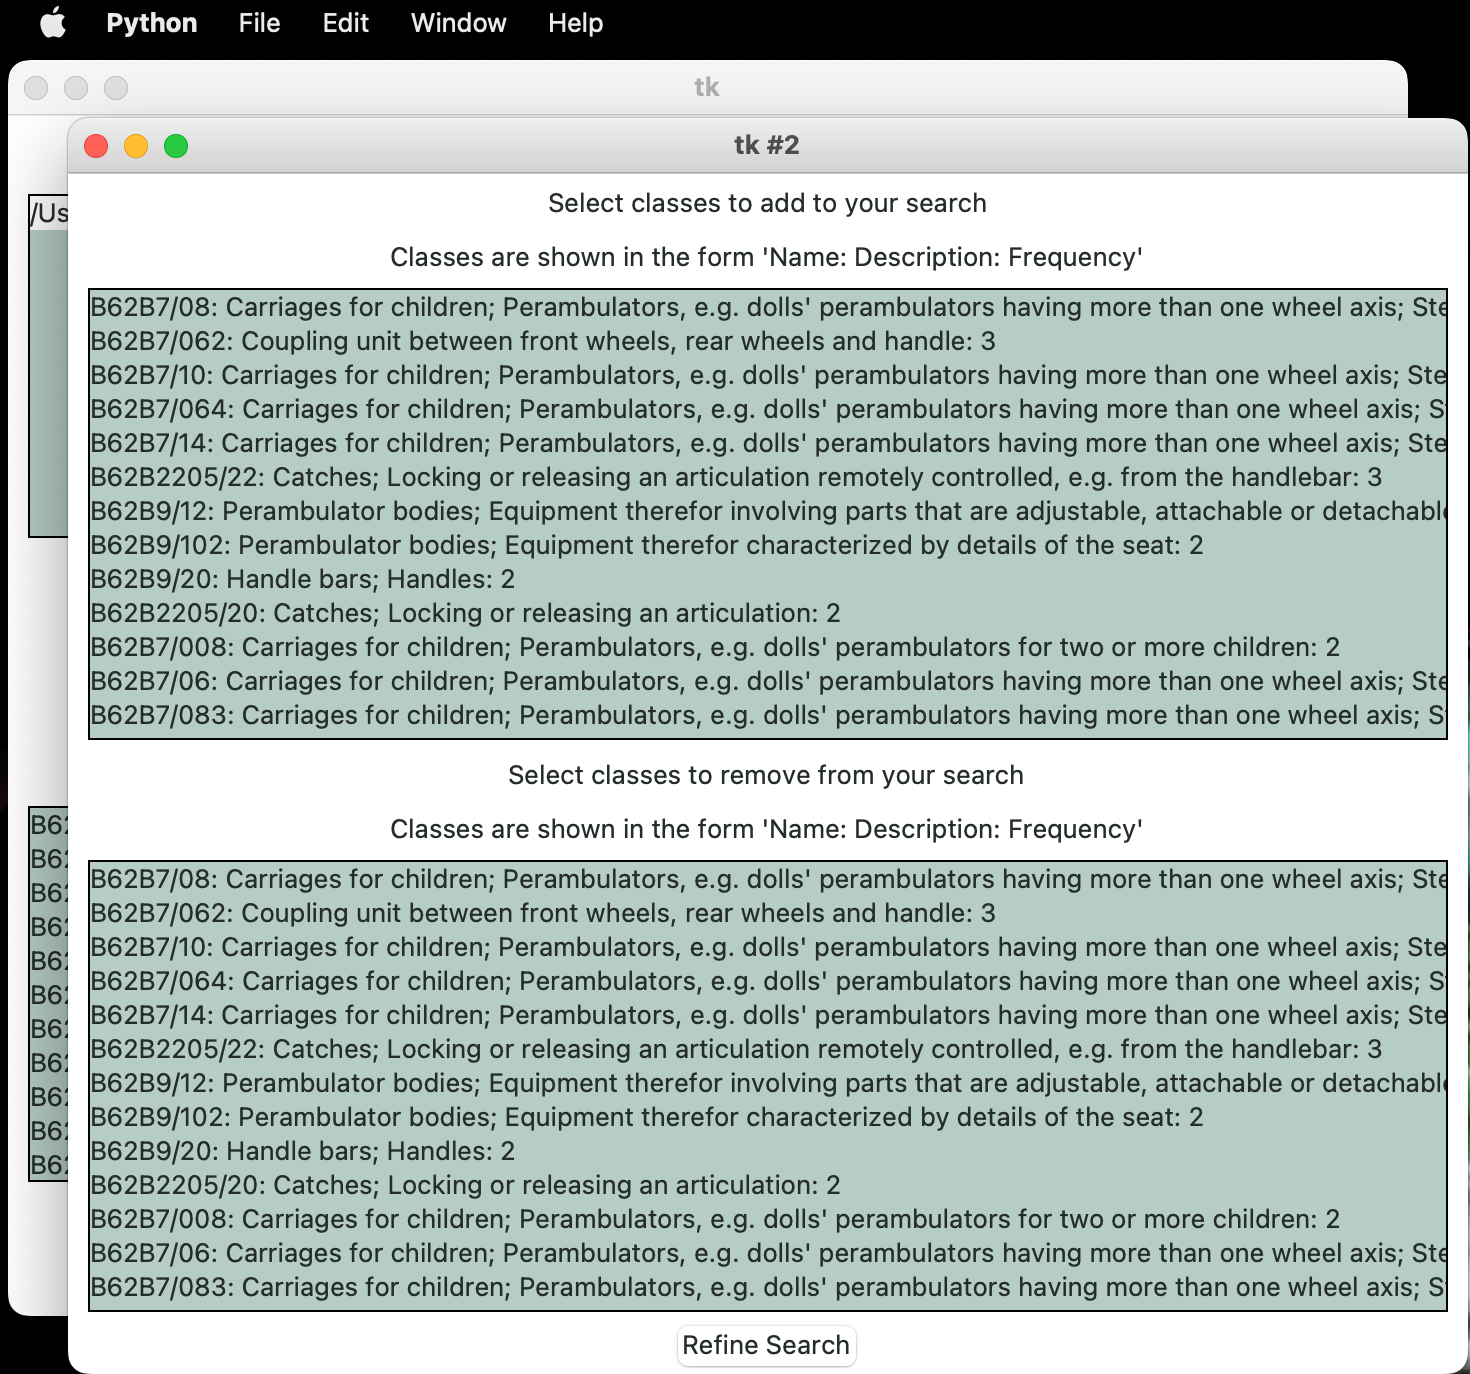 Python File Edit Window Help
tk
tk #2
/Us
Select classes to add to your search
Classes are shown in the form 'Name: Description: Frequency'
B62B7/08: Carriages for children; Perambulators, e.g. dolls' perambulators having more than one wheel axis; Ste
B62B7/062: Coupling unit between front wheels, rear wheels and handle: 3
B62B7/10: Carriages for children; Perambulators, e.g. dolls' perambulators having more than one wheel axis; Ste
B62B7/064: Carriages for children; Perambulators, e.g. dolls' perambulators having more than one wheel axis; S
B62B7/14: Carriages for children; Perambulators, e.g. dolls' perambulators having more than one wheel axis; Ste
B62B2205/22: Catches; Locking or releasing an articulation remotely controlled, e.g. from the handlebar: 3
B62B9/12: Perambulator bodies; Equipment therefor involving parts that are adjustable, attachable or detachabl
B62B9/102: Perambulator bodies; Equipment therefor characterized by details of the seat: 2
B62B9/20: Handle bars; Handles: 2
B62B2205/20: Catches; Locking or releasing an articulation: 2
B62B7/008: Carriages for children; Perambulators, e.g. dolls' perambulators for two or more children: 2
B62B7/06: Carriages for children; Perambulators, e.g. dolls' perambulators having more than one wheel axis; Ste
B62B7/083: Carriages for children; Perambulators, e.g. dolls' perambulators having more than one wheel axis; S
Select classes to remove from your search
Classes are shown in the form 'Name: Description: Frequency'
B62B7/08: Carriages for children; Perambulators, e.g. dolls' perambulators having more than one wheel axis; Ste
B62B7/062: Coupling unit between front wheels, rear wheels and handle: 3
B62B7/10: Carriages for children; Perambulators, e.g. dolls' perambulators having more than one wheel axis; Ste
B62B7/064: Carriages for children; Perambulators, e.g. dolls' perambulators having more than one wheel axis; S
B62B7/14: Carriages for children; Perambulators, e.g. dolls' perambulators having more than one wheel axis; Ste
B62B2205/22: Catches; Locking or releasing an articulation remotely controlled, e.g. from the handlebar: 3
B62B9/12: Perambulator bodies; Equipment therefor involving parts that are adjustable, attachable or detachabl
B62B9/102: Perambulator bodies; Equipment therefor characterized by details of the seat: 2
B62B9/20: Handle bars; Handles: 2
B62B2205/20: Catches; Locking or releasing an articulation: 2
B62B7/008: Carriages for children; Perambulators, e.g. dolls' perambulators for two or more children: 2
B62B7/06: Carriages for children; Perambulators, e.g. dolls' perambulators having more than one wheel axis; Ste
B62B7/083: Carriages for children; Perambulators, e.g. dolls' perambulators having more than one wheel axis; S
Refine Search
B62
B62
B62
B62
B62
B62
B62
B62
B62
B62
B62